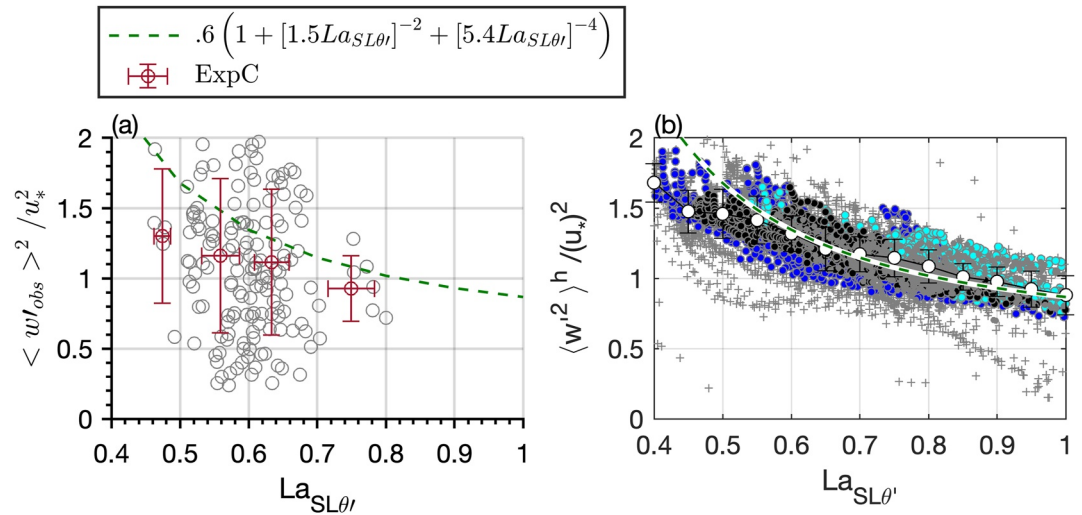 .6 (1 + [1.5La_{SLθ′}]^{-2} + [5.4La_{SLθ′}]^{-4})
ExpC
(a)
< w′_{obs} >^2 /u_*^2
2
1.5
1
0.5
0
0.4 0.5 0.6 0.7 0.8 0.9 1
La_{SLθ′}
(b)
⟨w'^2⟩^h /(u_*)^2
2
1.5
1
0.5
0
0.4 0.5 0.6 0.7 0.8 0.9 1
La_{SLθ'}